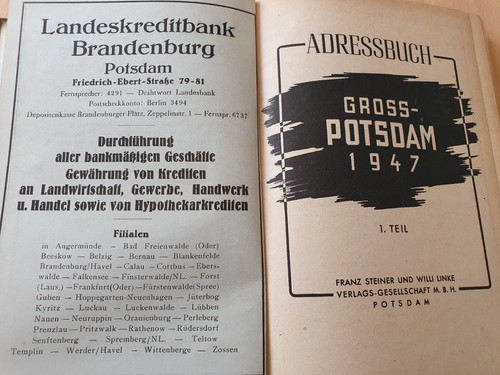 Landeskreditbank
Brandenburg
Potsdam
Friedrich-Ebert-Straße 79-81
Fernsprecher: 4291 — Drahtwort Landesbank
Postscheckkonto: Berlin 3494
Depositenkasse Brandenburger Platz, Zeppelinstr. 1 — Fernspr. 6737
Durchführung
aller bankmäßigen Geschäfte
Gewährung von Krediten
an Landwirtschaft, Gewerbe, Handwerk
u. Handel sowie von Hypothekarkrediten
Filialen
in Angermünde — Bad Freienwalde (Oder)
Beeskow — Belzig — Bernau — Blankenfelde
Brandenburg/Havel — Calau — Cottbus — Ebers-
walde — Falkensee — Finsterwalde/NL. — Forst
(Laus.) — Frankfurt(Oder) — Fürstenwalde(Spree)
Guben — Hoppegarten-Neuenhagen — Jüterbog
Kyritz — Luckau — Luckenwalde — Lübben
Nauen — Neuruppin — Oranienburg — Perleberg
Prenzlau — Pritzwalk — Rathenow — Rüdersdorf
Senftenberg — Spremberg/NL. — Teltow
Templin — Werder/Havel — Wittenberge — Zossen
ADRESSBUCH
GROSS-
POTSDAM
1947
1. TEIL
FRANZ STEINER UND WILLI LINKE
VERLAGS-GESELLSCHAFT M. B. H.
POTSDAM